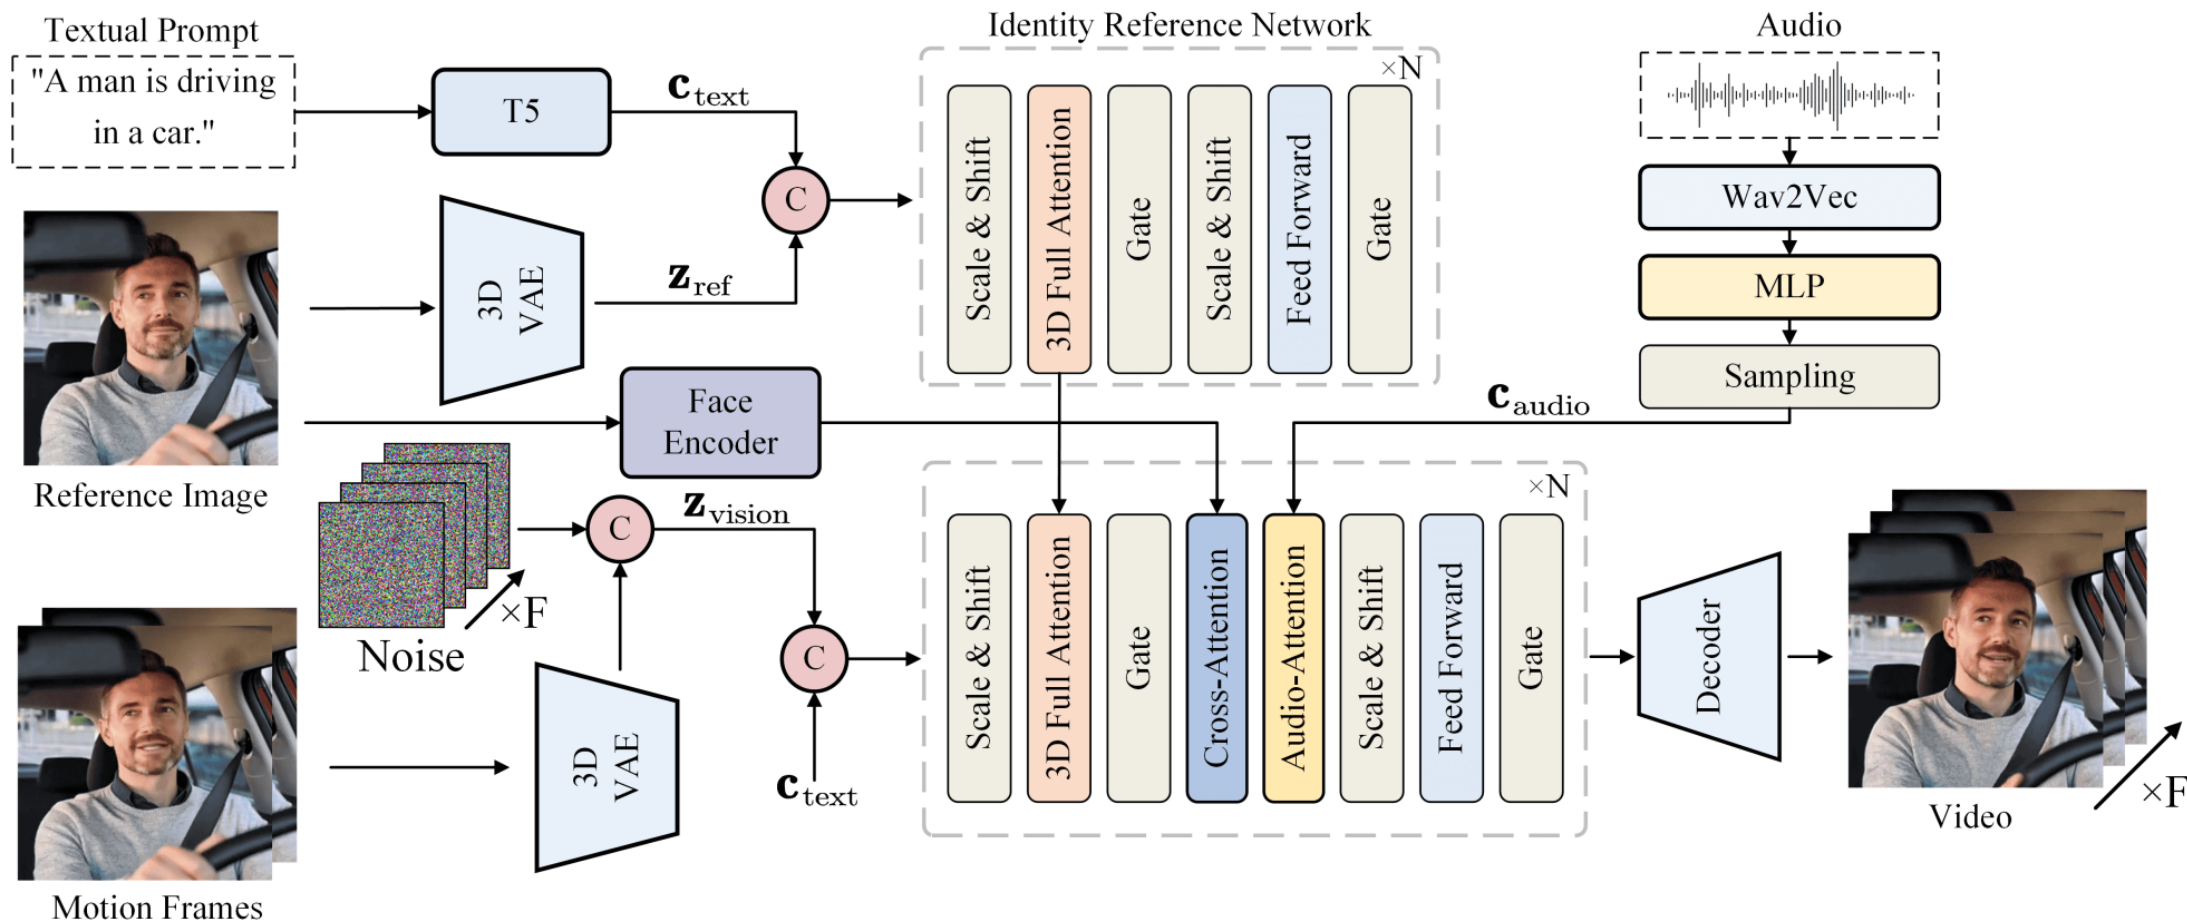 Textual Prompt
"A man is driving
in a car."
T5
c_text
C
3D
VAE
z_ref
Reference Image
Face
Encoder
Identity Reference Network
×N
Scale & Shift
3D Full Attention
Gate
Scale & Shift
Feed Forward
Gate
Audio
Wav2Vec
MLP
Sampling
c_audio
Noise
×F
C
z_vision
C
c_text
3D
VAE
Motion Frames
×N
Scale & Shift
3D Full Attention
Gate
Cross-Attention
Audio-Attention
Scale & Shift
Feed Forward
Gate
Decoder
Video
×F